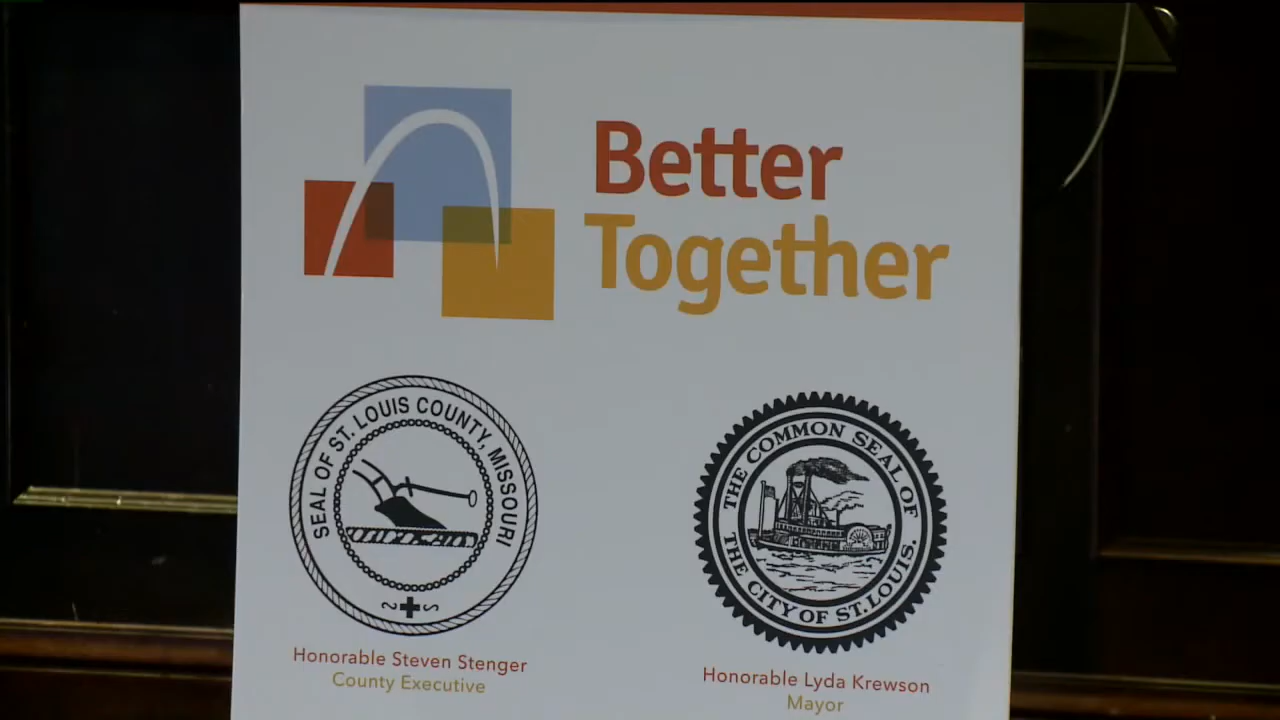 Better
Together
SEAL OF ST. LOUIS COUNTY, MISSOURI
THE COMMON SEAL OF
THE CITY OF ST. LOUIS.
Honorable Steven Stenger
County Executive
Honorable Lyda Krewson
Mayor